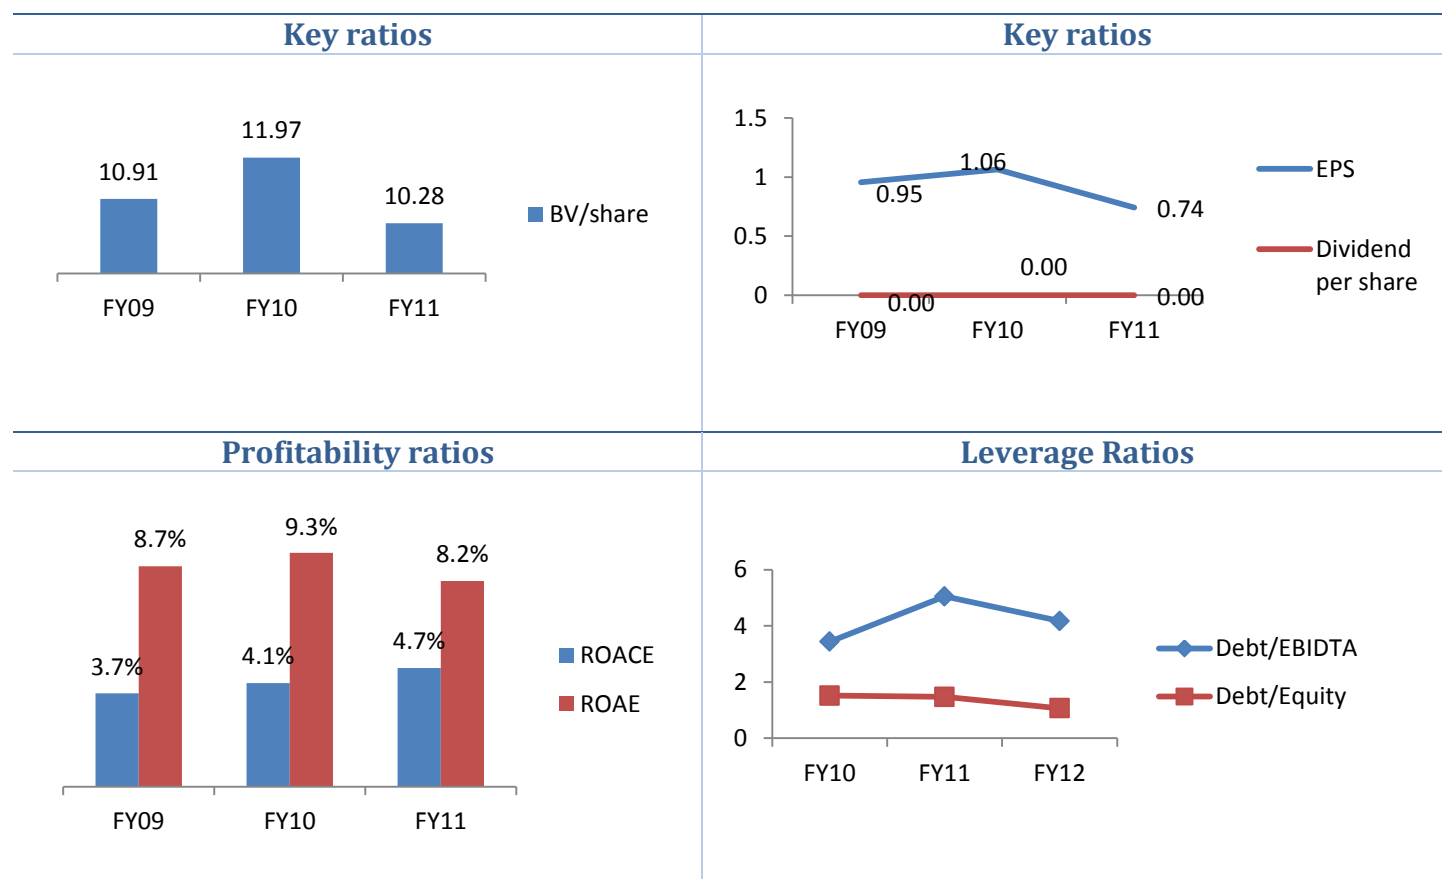 Key ratios
10.91
11.97
10.28
BV/share
FY09
FY10
FY11
Key ratios
1.5
1
0.5
0
0.95
1.06
0.74
0.00
0.00
0.00
FY09
FY10
FY11
EPS
Dividend
per share
Profitability ratios
3.7%
8.7%
4.1%
9.3%
4.7%
8.2%
ROACE
ROAE
FY09
FY10
FY11
Leverage Ratios
6
4
2
0
FY10
FY11
FY12
Debt/EBIDTA
Debt/Equity